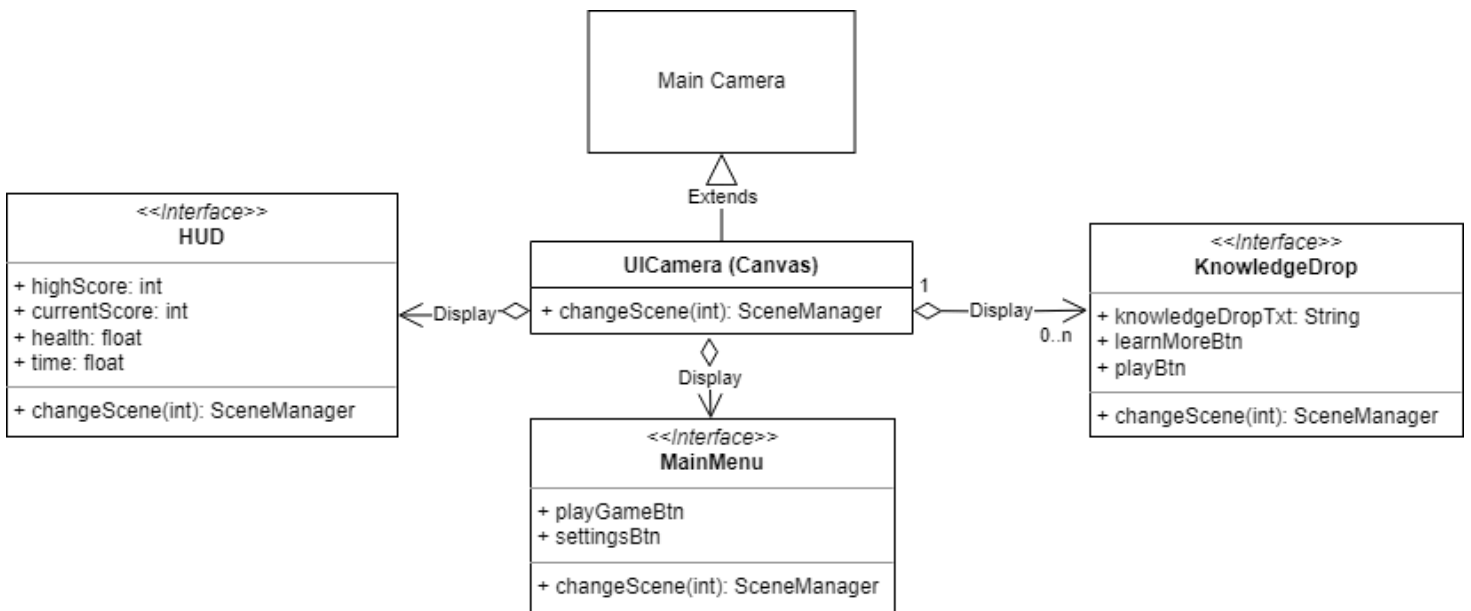 Main Camera
Extends
<<Interface>>
HUD
+ highScore: int
+ currentScore: int
+ health: float
+ time: float
+ changeScene(int): SceneManager
Display
UICamera (Canvas)
+ changeScene(int): SceneManager
1
Display
0..n
<<Interface>>
KnowledgeDrop
+ knowledgeDropTxt: String
+ learnMoreBtn
+ playBtn
+ changeScene(int): SceneManager
Display
<<Interface>>
MainMenu
+ playGameBtn
+ settingsBtn
+ changeScene(int): SceneManager